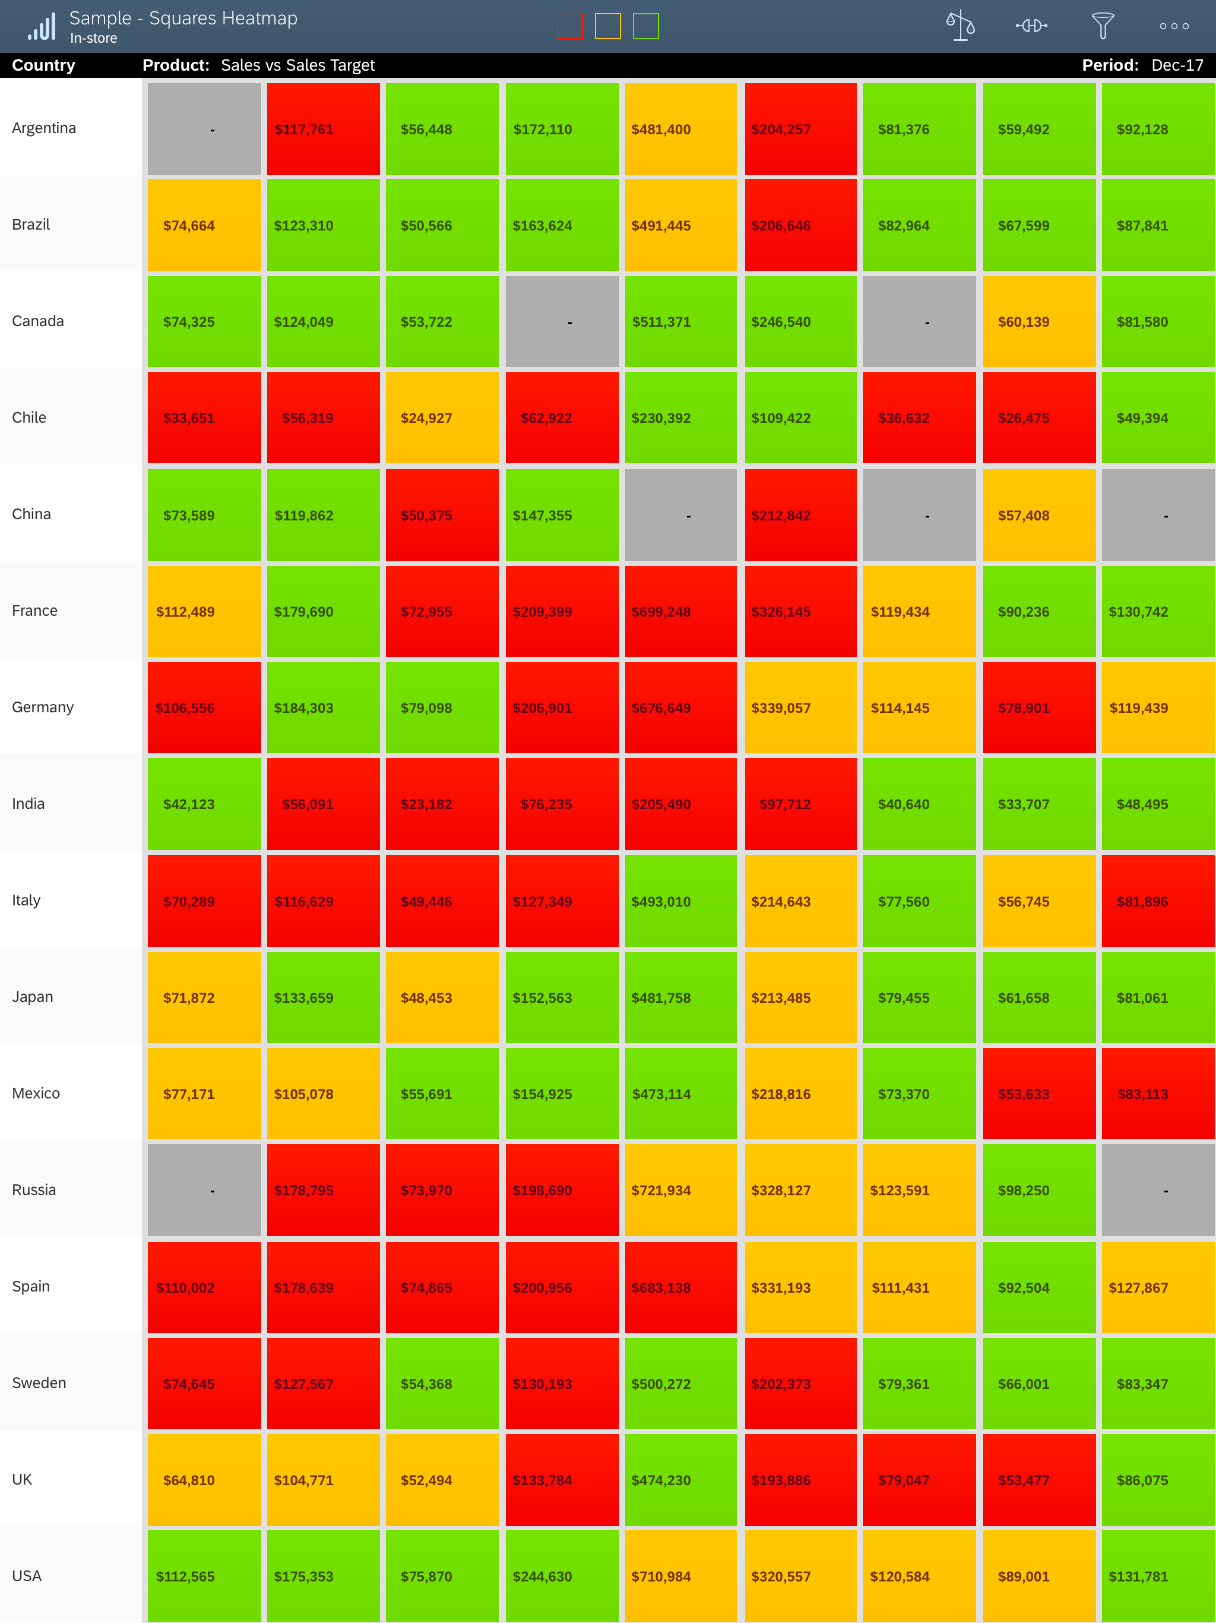 Sample - Squares Heatmap
In-store
Country Product: Sales vs Sales Target Period: Dec-17
Argentina - $117,761 $56,448 $172,110 $481,400 $204,257 $81,376 $59,492 $92,128
Brazil $74,664 $123,310 $50,566 $163,624 $491,445 $206,646 $82,964 $67,599 $87,841
Canada $74,325 $124,049 $53,722 - $511,371 $246,540 - $60,139 $81,580
Chile $33,651 $56,319 $24,927 $62,922 $230,392 $109,422 $36,632 $26,475 $49,394
China $73,589 $119,862 $50,375 $147,355 - $212,842 - $57,408 -
France $112,489 $179,690 $72,955 $209,399 $699,248 $326,145 $119,434 $90,236 $130,742
Germany $106,556 $184,303 $79,098 $206,901 $676,649 $339,057 $114,145 $78,901 $119,439
India $42,123 $56,091 $23,182 $76,235 $205,490 $97,712 $40,640 $33,707 $48,495
Italy $70,289 $116,629 $49,446 $127,349 $493,010 $214,643 $77,560 $56,745 $81,896
Japan $71,872 $133,659 $48,453 $152,563 $481,758 $213,485 $79,455 $61,658 $81,061
Mexico $77,171 $105,078 $55,691 $154,925 $473,114 $218,816 $73,370 $53,633 $83,113
Russia - $178,795 $73,970 $198,690 $721,934 $328,127 $123,591 $98,250 -
Spain $110,002 $178,639 $74,865 $200,956 $683,138 $331,193 $111,431 $92,504 $127,867
Sweden $74,645 $127,567 $54,368 $130,193 $500,272 $202,373 $79,361 $66,001 $83,347
UK $64,810 $104,771 $52,494 $133,784 $474,230 $193,886 $79,047 $53,477 $86,075
USA $112,565 $175,353 $75,870 $244,630 $710,984 $320,557 $120,584 $89,001 $131,781